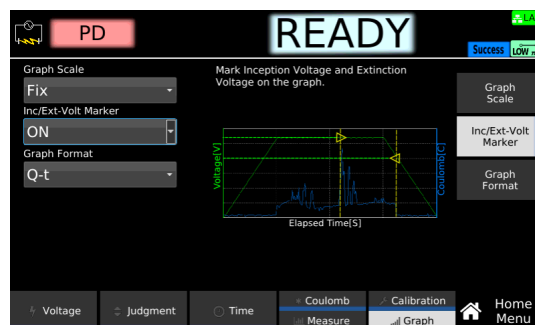 PD
READY
LA
Success
LOW
Graph Scale
Fix
Inc/Ext-Volt Marker
ON
Graph Format
Q-t
Mark Inception Voltage and Extinction
Voltage on the graph.
Voltage[V]
Coulomb[C]
Elapsed Time[S]
Graph
Scale
Inc/Ext-Volt
Marker
Graph
Format
Voltage
Judgment
Time
Coulomb
Measure
Calibration
Graph
Home
Menu